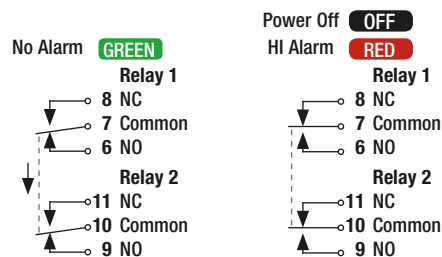 Power Off OFF
No Alarm GREEN
HI Alarm RED
Relay 1
8 NC
7 Common
6 NO
Relay 2
11 NC
10 Common
9 NO
Relay 1
8 NC
7 Common
6 NO
Relay 2
11 NC
10 Common
9 NO